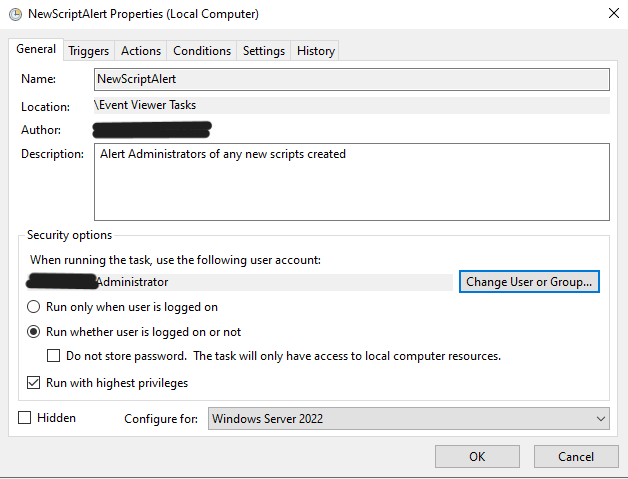 NewScriptAlert Properties (Local Computer)
General Triggers Actions Conditions Settings History
Name: NewScriptAlert
Location: \Event Viewer Tasks
Author:
Description: Alert Administrators of any new scripts created
Security options
When running the task, use the following user account:
Administrator Change User or Group...
Run only when user is logged on
Run whether user is logged on or not
Do not store password. The task will only have access to local computer resources.
Run with highest privileges
Hidden Configure for: Windows Server 2022
OK Cancel